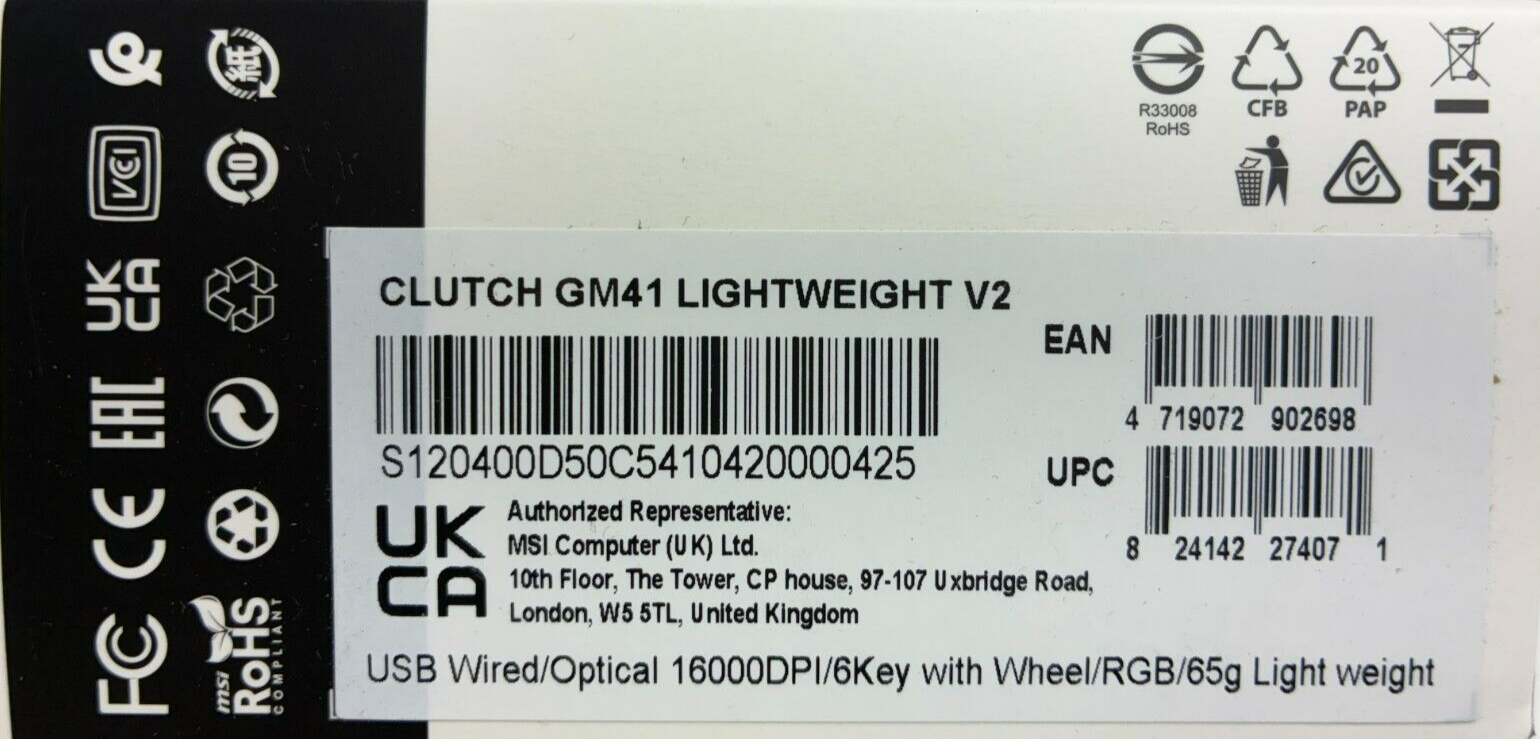 R33008
RoHS
CFB
20
PAP
紙
10
VCI
UK
CA
EAC
CE
FC
msi
RoHS
COMPLIANT
CLUTCH GM41 LIGHTWEIGHT V2
S120400D50C5410420000425
EAN
4 719072 902698
UPC
8 24142 27407 1
UK
CA
Authorized Representative:
MSI Computer (UK) Ltd.
10th Floor, The Tower, CP house, 97-107 Uxbridge Road,
London, W5 5TL, United Kingdom
USB Wired/Optical 16000DPI/6Key with Wheel/RGB/65g Light weight